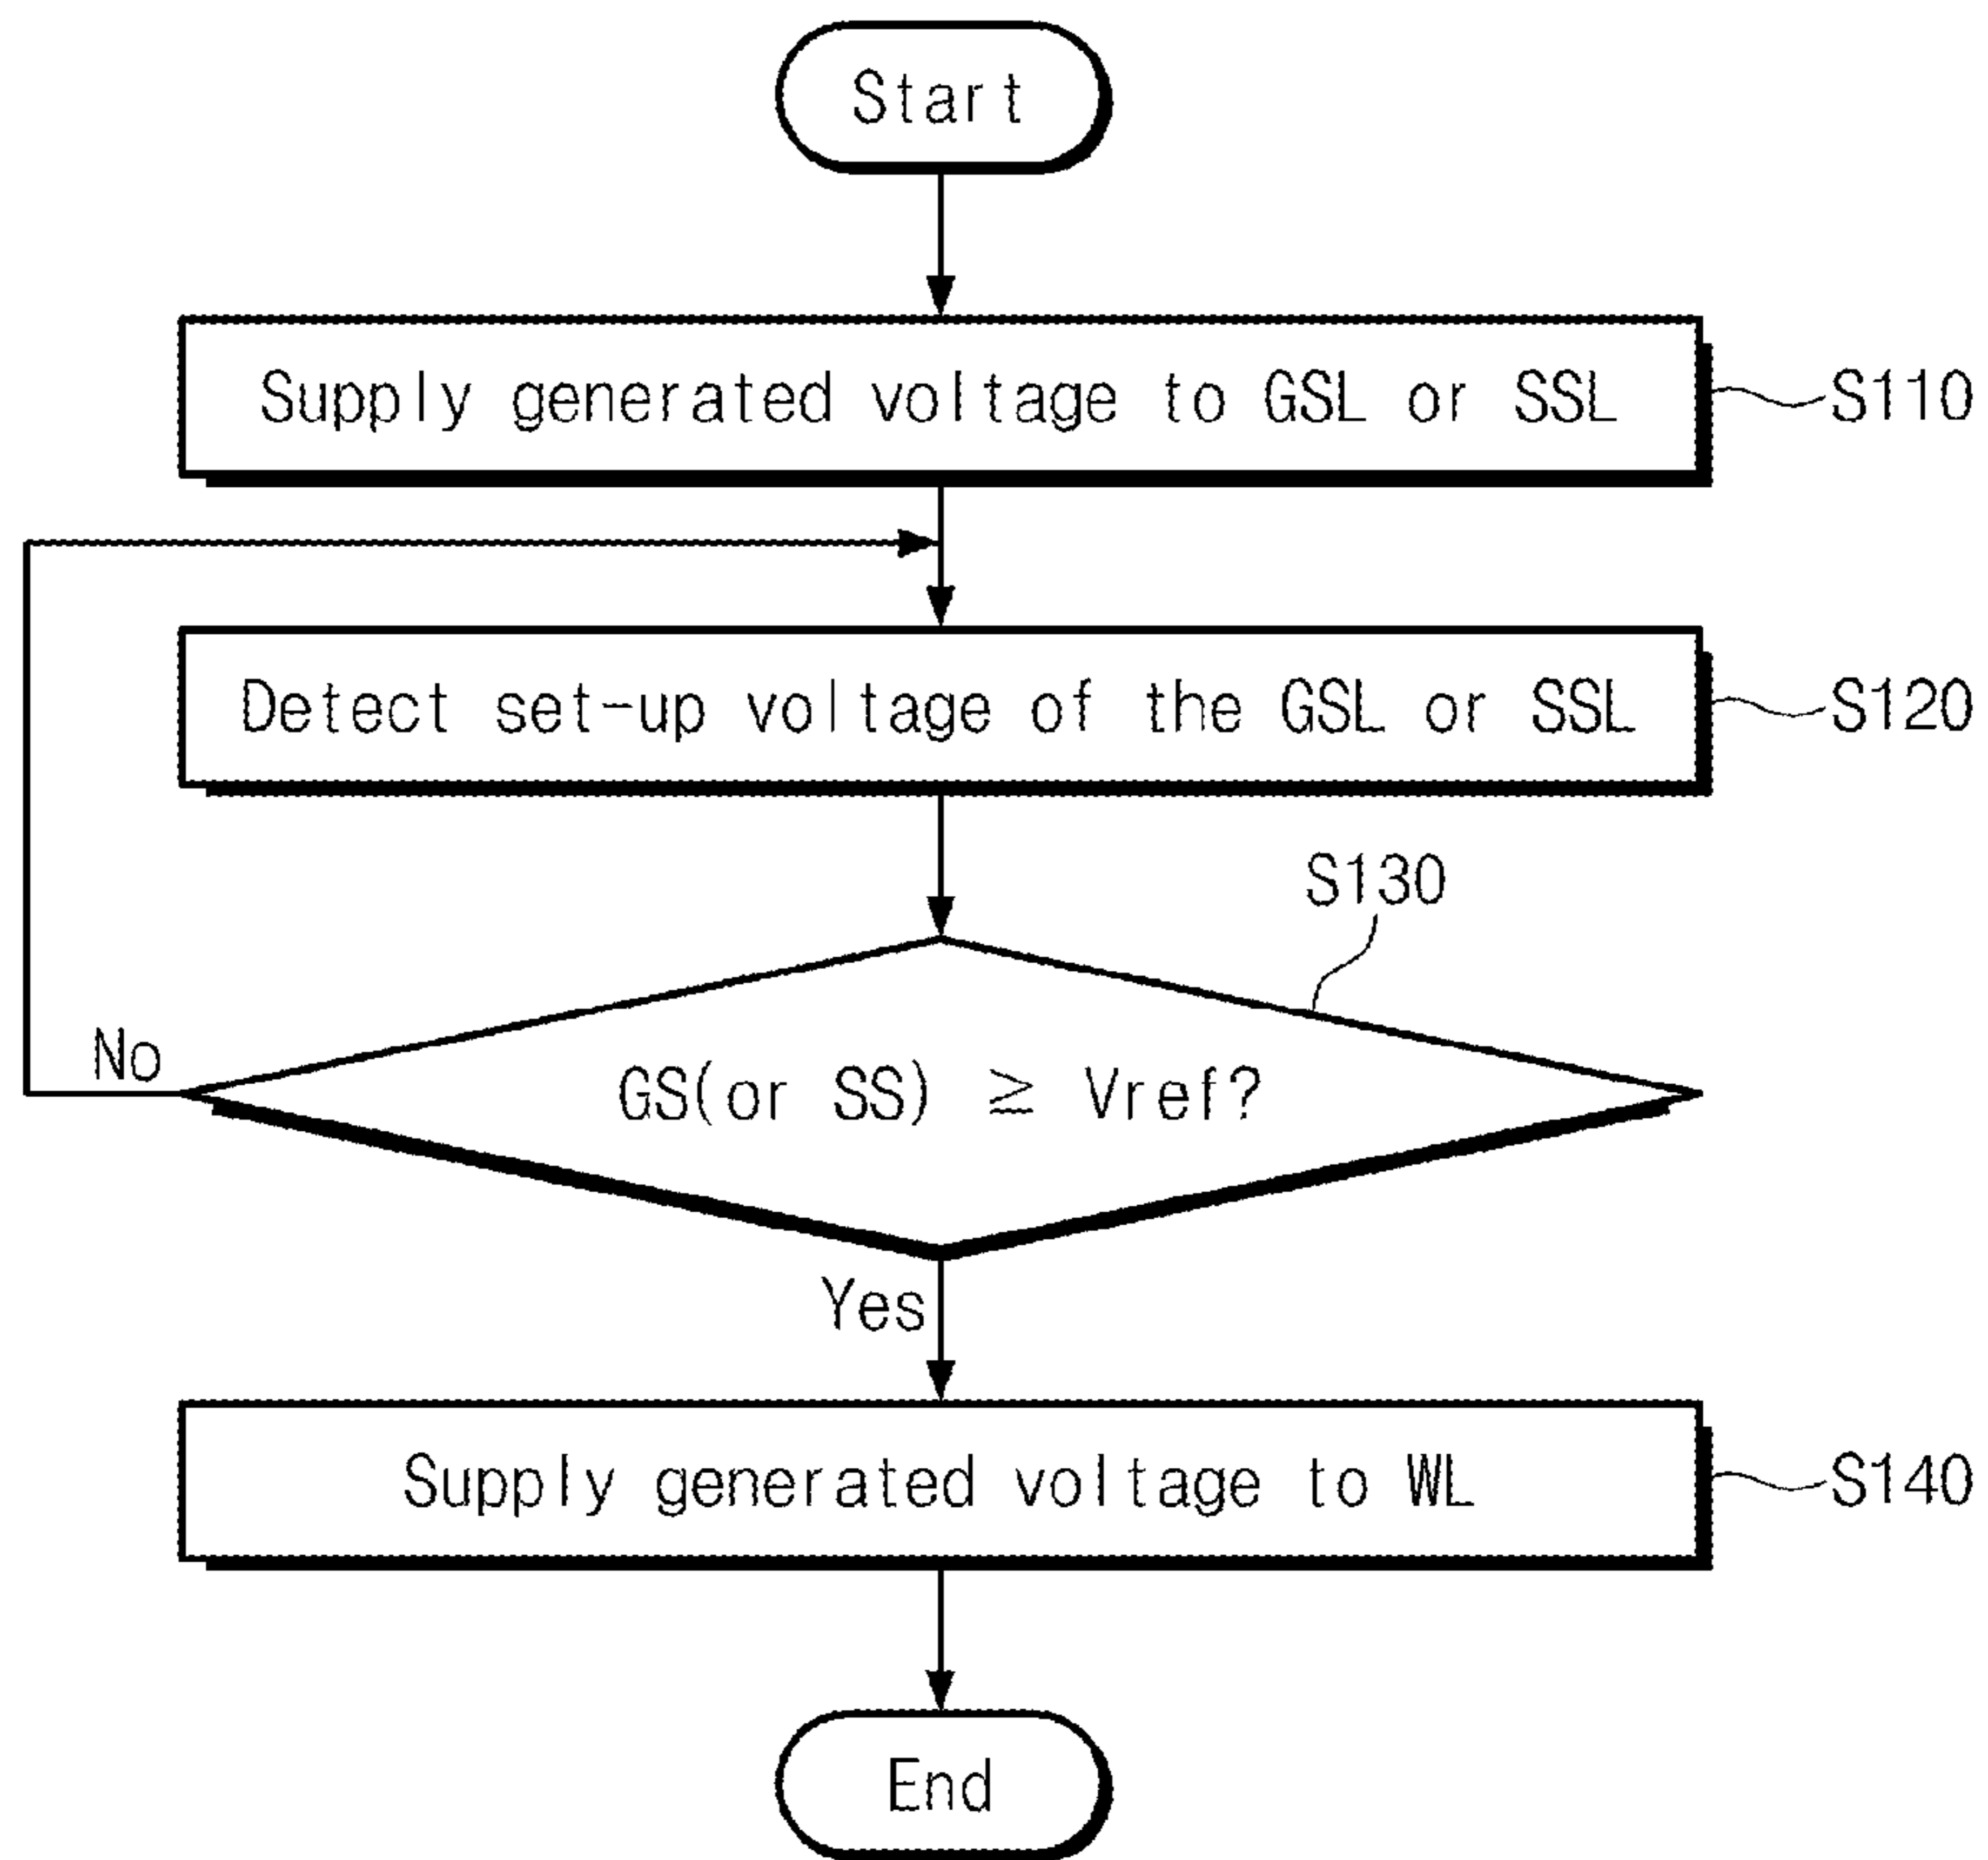 Start
Supply generated voltage to GSL or SSL
S110
Detect set-up voltage of the GSL or SSL
S120
S130
No
GS(or SS) ≧ Vref?
Yes
Supply generated voltage to WL
S140
End